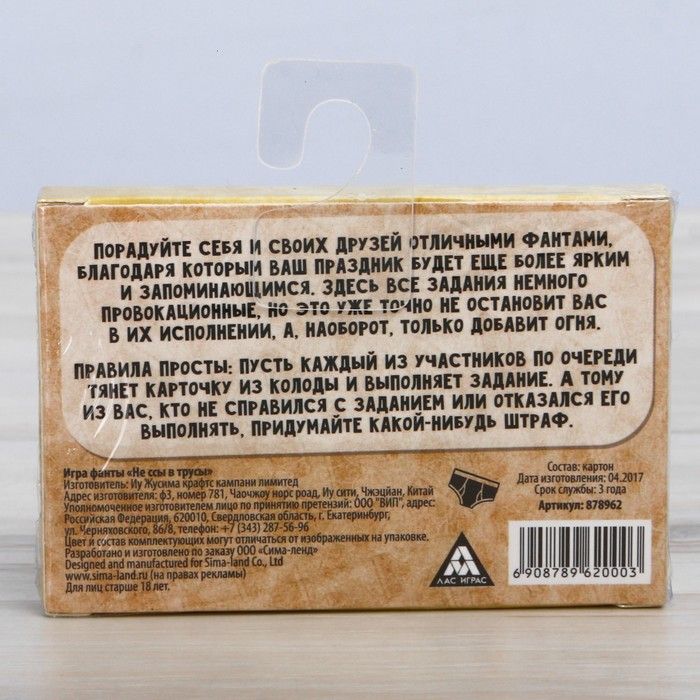 ПОРАДУЙТЕ СЕБЯ И СВОИХ ДРУЗЕЙ ОТЛИЧНЫМИ ФАНТАМИ,
БЛАГОДАРЯ КОТОРЫМ ВАШ ПРАЗДНИК БУДЕТ ЕЩЕ БОЛЕЕ ЯРКИМ
И ЗАПОМИНАЮЩИМСЯ. ЗДЕСЬ ВСЕ ЗАДАНИЯ НЕМНОГО
ПРОВОКАЦИОННЫЕ, НО ЭТО УЖЕ ТОЧНО НЕ ОСТАНОВИТ ВАС
В ИХ ИСПОЛНЕНИИ, А, НАОБОРОТ, ТОЛЬКО ДОБАВИТ ОГНЯ.
ПРАВИЛА ПРОСТЫ: ПУСТЬ КАЖДЫЙ ИЗ УЧАСТНИКОВ ПО ОЧЕРЕДИ
ТЯНЕТ КАРТОЧКУ ИЗ КОЛОДЫ И ВЫПОЛНЯЕТ ЗАДАНИЕ. А ТОМУ
ИЗ ВАС, КТО НЕ СПРАВИЛСЯ С ЗАДАНИЕМ ИЛИ ОТКАЗАЛСЯ ЕГО
ВЫПОЛНЯТЬ, ПРИДУМАЙТЕ КАКОЙ-НИБУДЬ ШТРАФ.
Игра фанты «Не ссы в трусы»
Изготовитель: Иу Жусима крафтс кампани лимитед
Адрес изготовителя: ф3, номер 781, Чаочжоу норс роад, Иу сити, Чжэцйан, Китай
Уполномоченное изготовителем лицо по принятию претензий: ООО "ВИП", адрес:
Российская Федерация, 620010, Свердловская область, г. Екатеринбург,
ул. Черняховского, 86/8, телефон: +7 (343) 287-56-96
Цвет и состав комплектующих могут отличаться от изображенных на упаковке.
Разработано и изготовлено по заказу ООО «Сима-ленд»
Designed and manufactured for Sima-land Co., Ltd
www.sima-land.ru (на правах рекламы)
Для лиц старше 18 лет.
Состав: картон
Дата изготовления: 04.2017
Срок службы: 3 года
Артикул: 878962
ЛАС ИГРАС
6 908789 620003